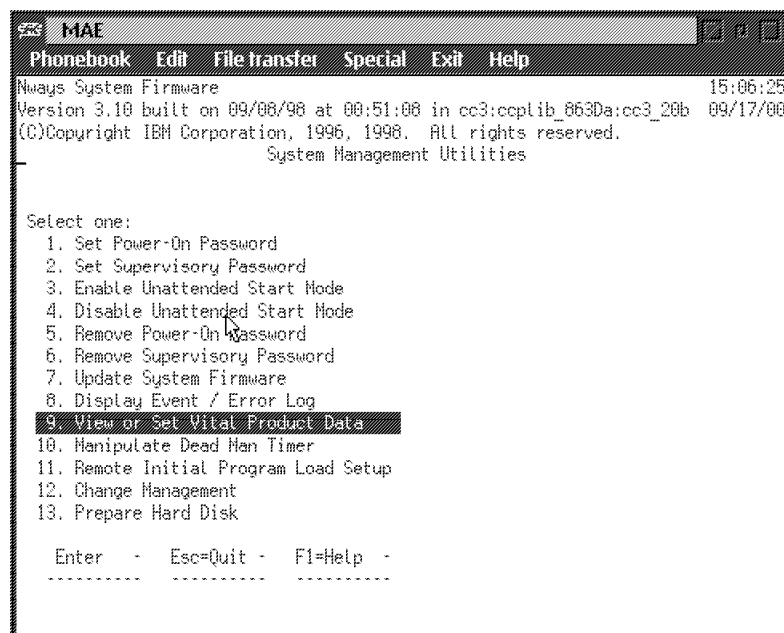 MAE
Phonebook Edit File transfer Special Exit Help
Nways System Firmware 15:06:25
Version 3.10 built on 09/08/98 at 00:51:08 in cc3:ccplib_863Da:cc3_20b 09/17/00
(C)Copyright IBM Corporation, 1996, 1998. All rights reserved.
System Management Utilities
Select one:
1. Set Power-On Password
2. Set Supervisory Password
3. Enable Unattended Start Mode
4. Disable Unattended Start Mode
5. Remove Power-On Password
6. Remove Supervisory Password
7. Update System Firmware
8. Display Event / Error Log
9. View or Set Vital Product Data
10. Manipulate Dead Man Timer
11. Remote Initial Program Load Setup
12. Change Management
13. Prepare Hard Disk
Enter - Esc=Quit - F1=Help -
---------- ---------- ----------